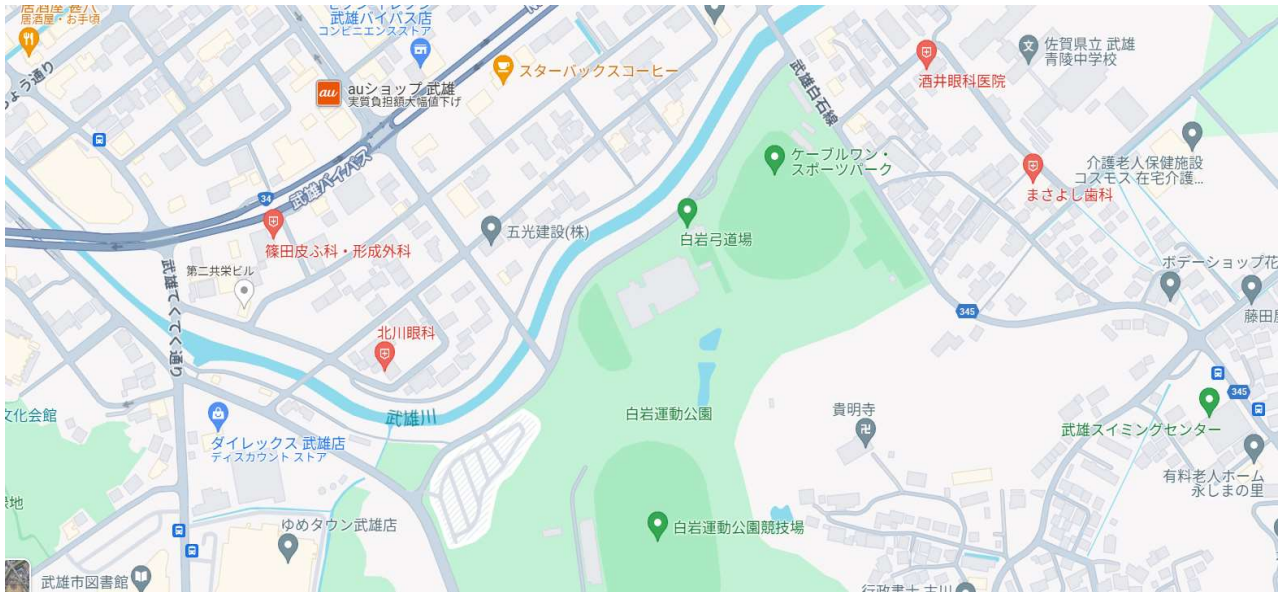 居酒屋・お手頃
武雄バイパス店
コンビニエンスストア
auショップ 武雄
実質負担額大幅値下げ
au
スターバックスコーヒー
武雄白石線
酒井眼科医院
佐賀県立 武雄
青陵中学校
ょう通り
34
武雄バイパス
ケーブルワン・
スポーツパーク
介護老人保健施設
コスモス 在宅介護...
まさよし歯科
篠田皮ふ科・形成外科
五光建設(株)
白岩弓道場
第二共栄ビル
武雄てくてく通り
ボデーショップ花
345
藤田
北川眼科
345
文化会館
武雄川
白岩運動公園
貴明寺
武雄スイミングセンター
ダイレックス 武雄店
ディスカウント ストア
有料老人ホーム
永しまの里
緑地
ゆめタウン武雄店
白岩運動公園競技場
武雄市図書館